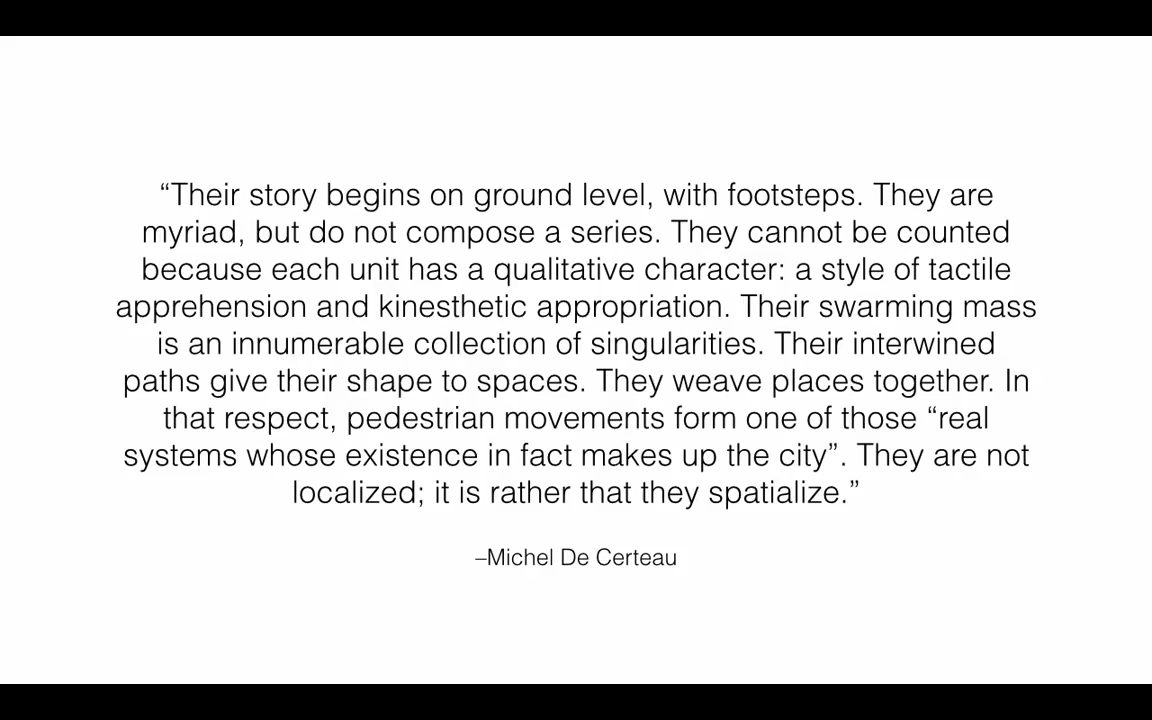 “Their story begins on ground level, with footsteps. They are
myriad, but do not compose a series. They cannot be counted
because each unit has a qualitative character: a style of tactile
apprehension and kinesthetic appropriation. Their swarming mass
is an innumerable collection of singularities. Their interwined
paths give their shape to spaces. They weave places together. In
that respect, pedestrian movements form one of those “real
systems whose existence in fact makes up the city”. They are not
localized; it is rather that they spatialize.”
–Michel De Certeau